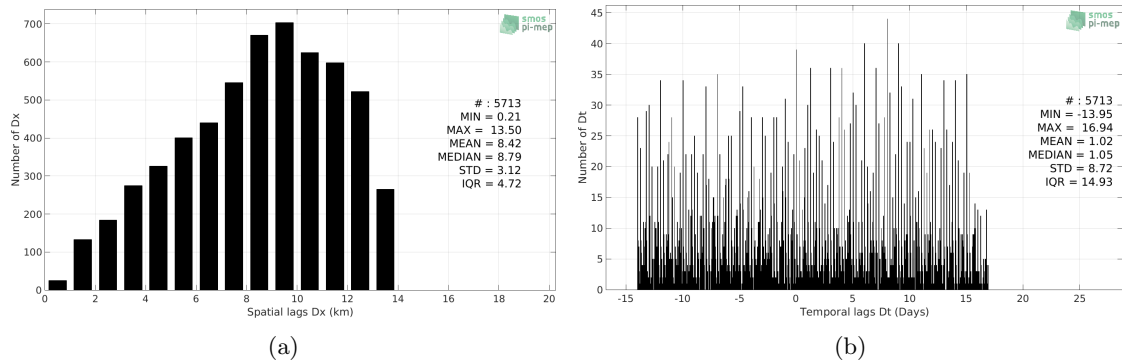 700
600
500
400
300
200
100
0
Number of Dx
0 2 4 6 8 10 12 14 16 18 20
Spatial lags Dx (km)
smos
pi-mep
# : 5713
MIN = 0.21
MAX = 13.50
MEAN = 8.42
MEDIAN = 8.79
STD = 3.12
IQR = 4.72
(a)
45
40
35
30
25
20
15
10
5
0
Number of Dt
-15 -10 -5 0 5 10 15 20 25
Temporal lags Dt (Days)
smos
pi-mep
# : 5713
MIN = -13.95
MAX = 16.94
MEAN = 1.02
MEDIAN = 1.05
STD = 8.72
IQR = 14.93
(b)